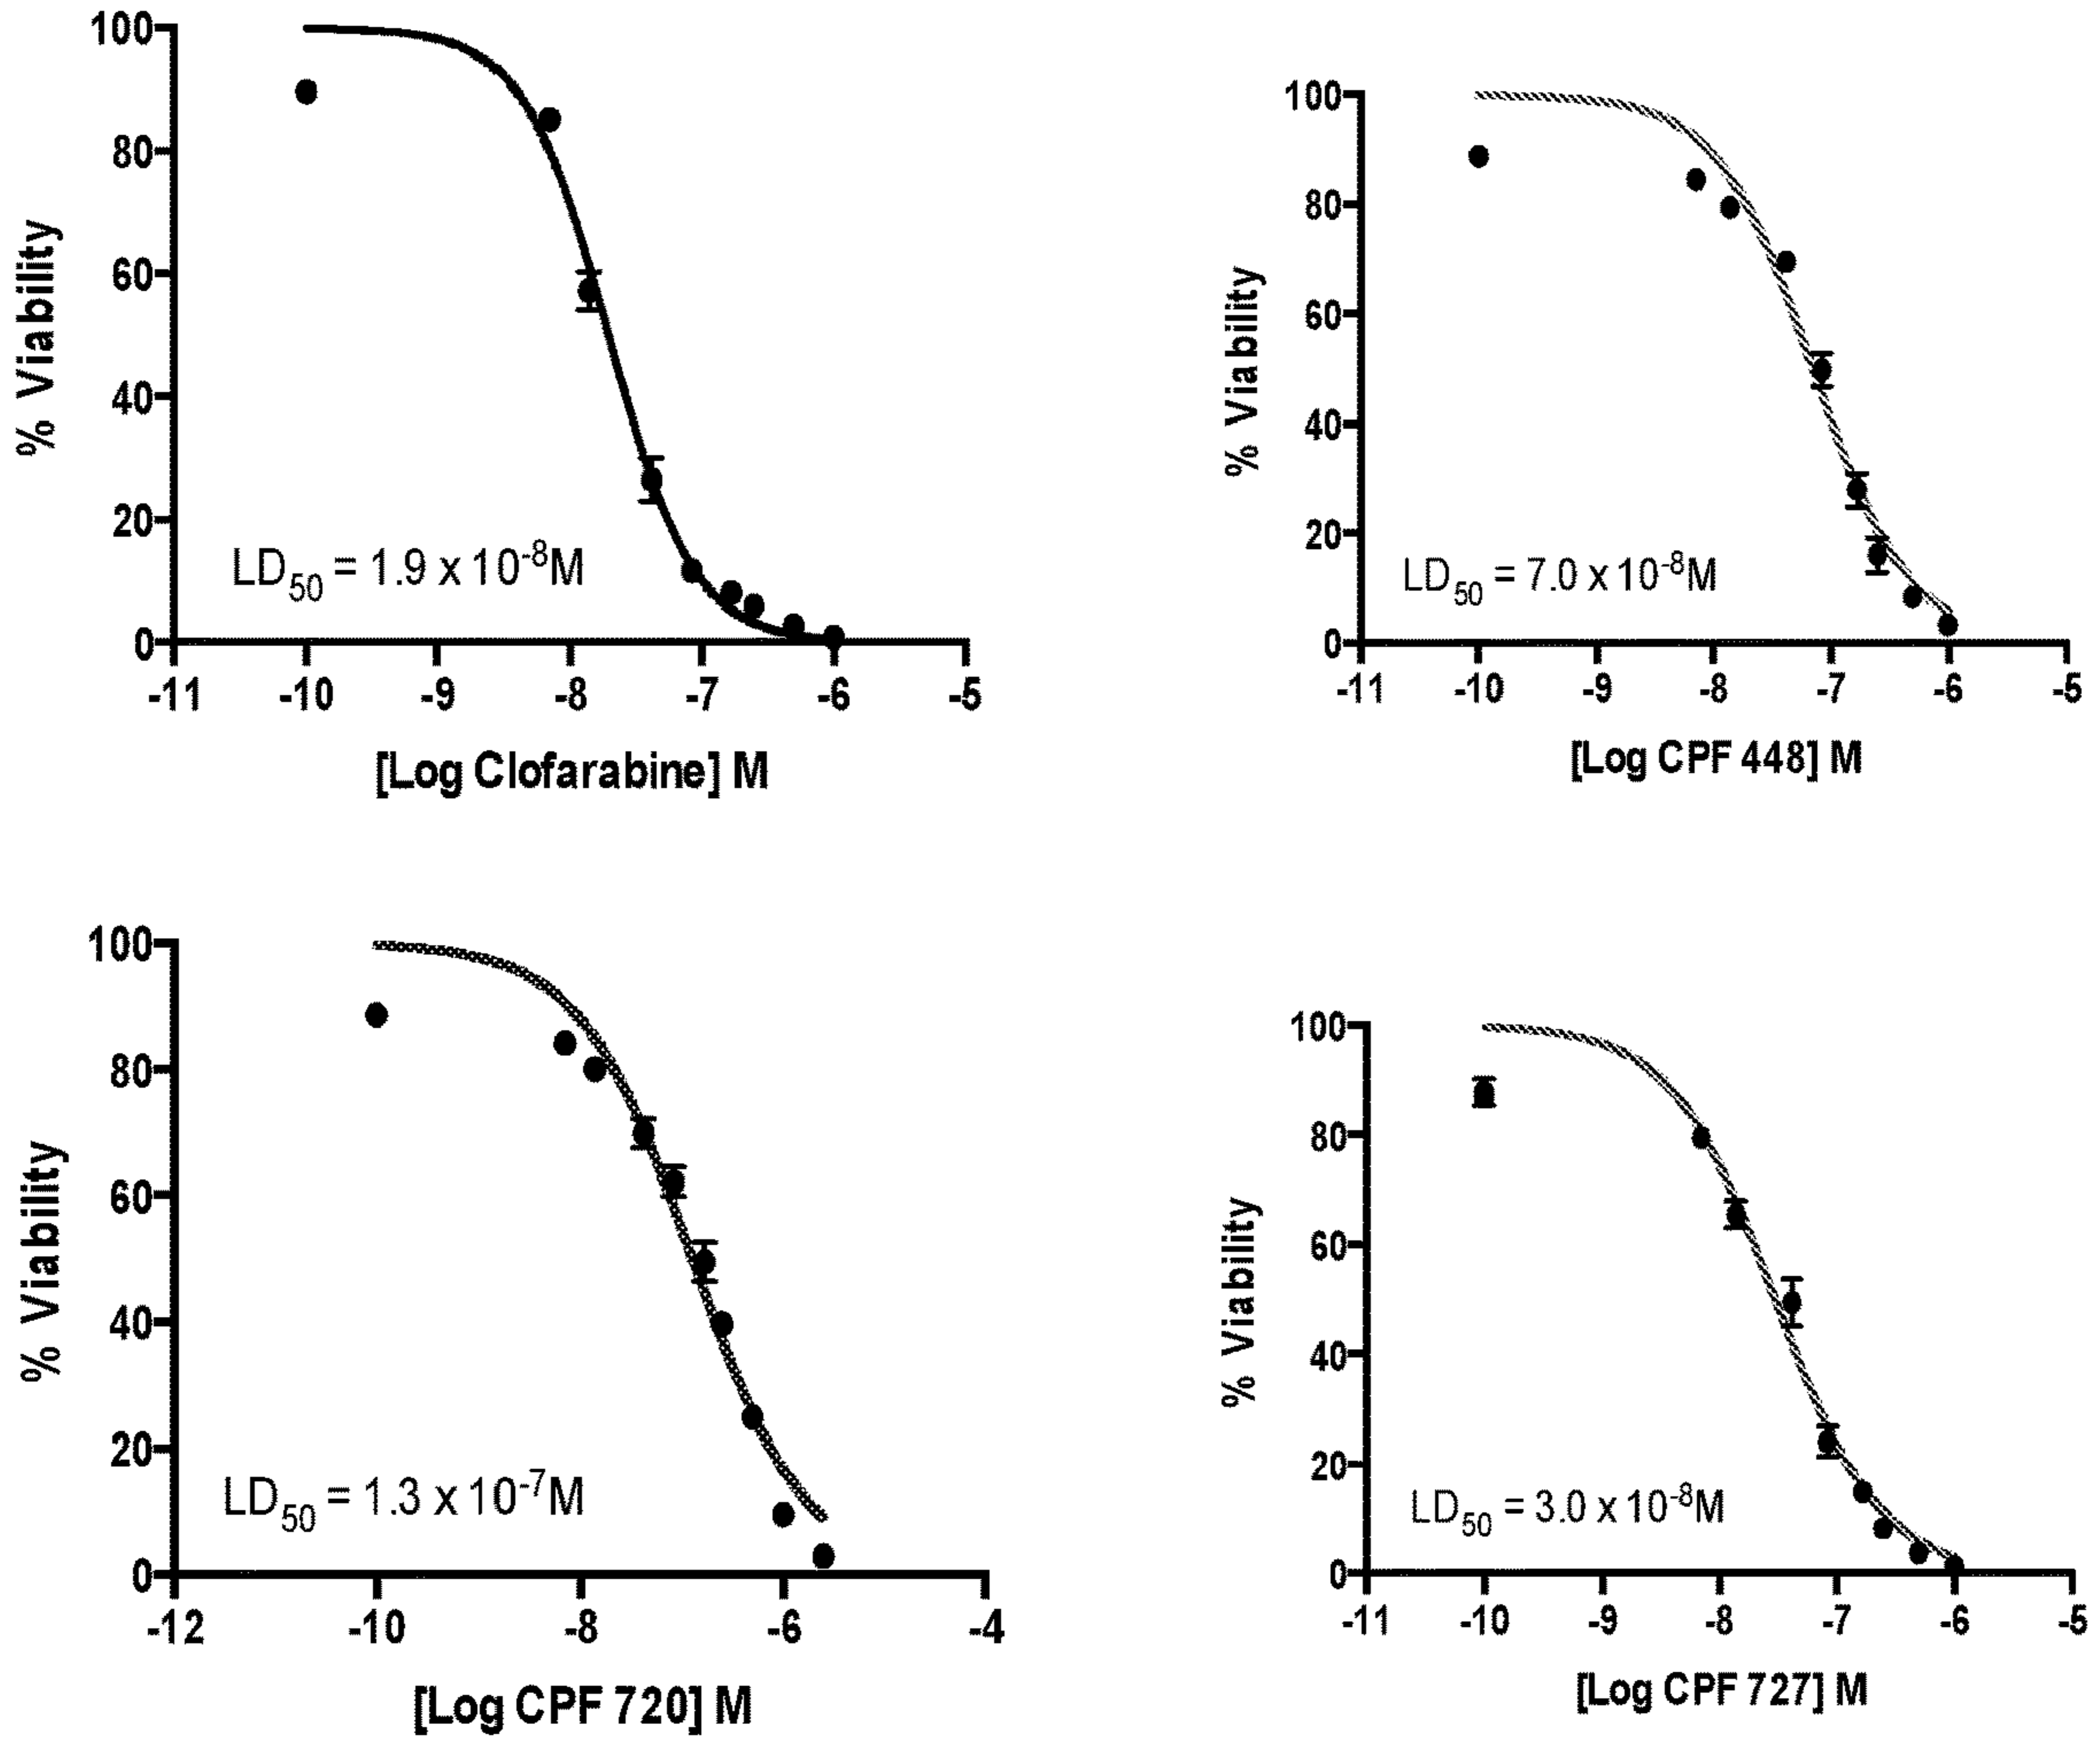 100
80
60
40
20
0
% Viability
LD50 = 1.9 x 10-8M
-11 -10 -9 -8 -7 -6 -5
[Log Clofarabine] M
100
80
60
40
20
0
% Viability
LD50 = 7.0 x 10-8M
-11 -10 -9 -8 -7 -6 -5
[Log CPF 448] M
100
80
60
40
20
0
% Viability
LD50 = 1.3 x 10-7M
-12 -10 -8 -6 -4
[Log CPF 720] M
100
80
60
40
20
0
% Viability
LD50 = 3.0 x 10-8M
-11 -10 -9 -8 -7 -6 -5
[Log CPF 727] M